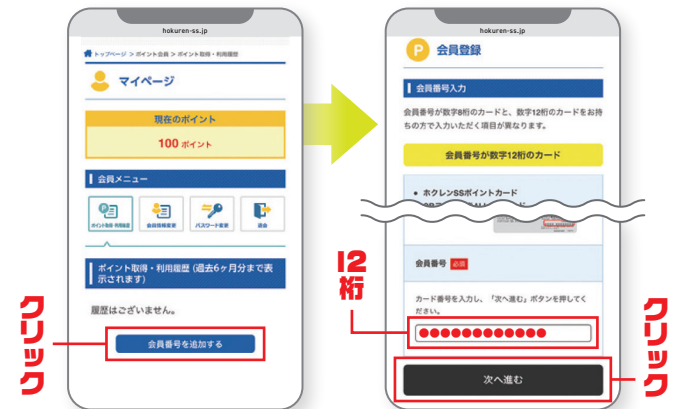 hokuren-ss.jp
トップページ > ポイント会員 > ポイント取得・利用履歴
マイページ
現在のポイント
100 ポイント
会員メニュー
ポイント取得・利用履歴
会員情報変更
パスワード変更
退会
ポイント取得・利用履歴 (過去6ヶ月分まで表
示されます)
履歴はございません。
会員番号を追加する
クリック
hokuren-ss.jp
P 会員登録
会員番号入力
会員番号が数字8桁のカードと、数字12桁のカードをお持
ちの方で入力いただく項目が異なります。
会員番号が数字12桁のカード
• ホクレンSSポイントカード
会員番号 必須
カード番号を入力し、「次へ進む」ボタンを押してく
ださい。
●●●●●●●●●●●●
12
桁
次へ進む
クリック